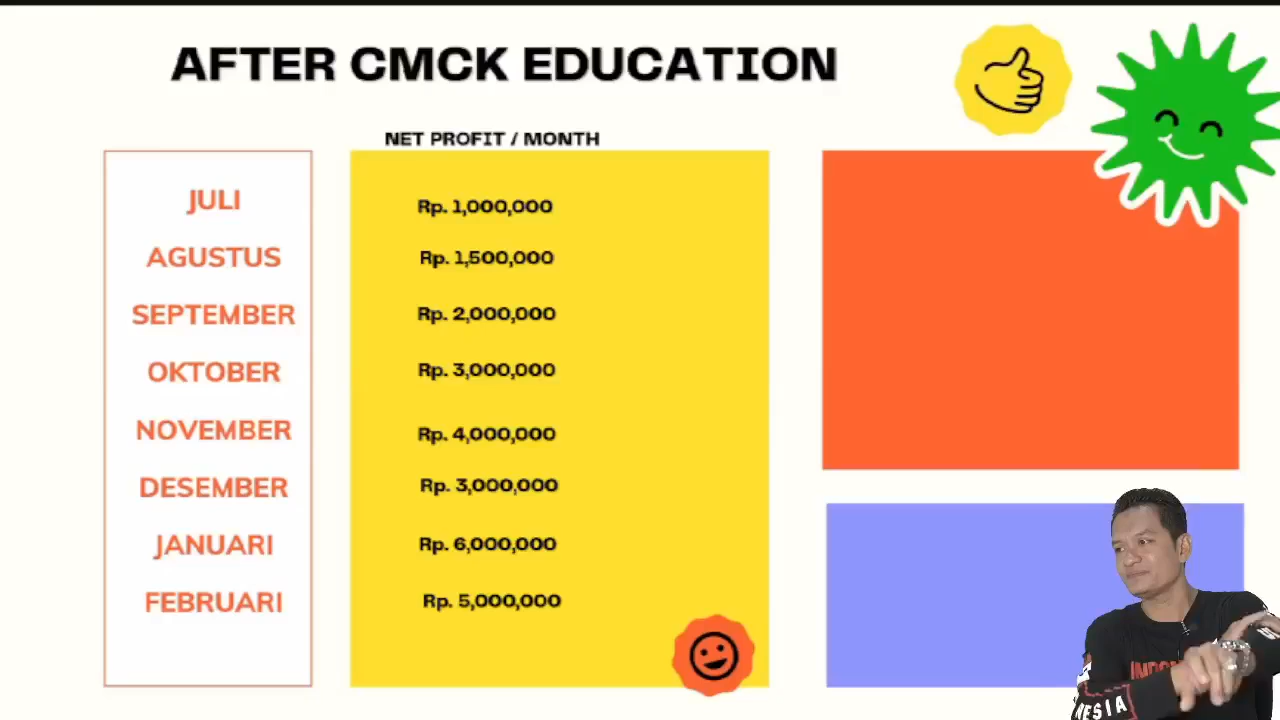 AFTER CMCK EDUCATION
NET PROFIT / MONTH
JULI Rp. 1,000,000
AGUSTUS Rp. 1,500,000
SEPTEMBER Rp. 2,000,000
OKTOBER Rp. 3,000,000
NOVEMBER Rp. 4,000,000
DESEMBER Rp. 3,000,000
JANUARI Rp. 6,000,000
FEBRUARI Rp. 5,000,000
NESIA